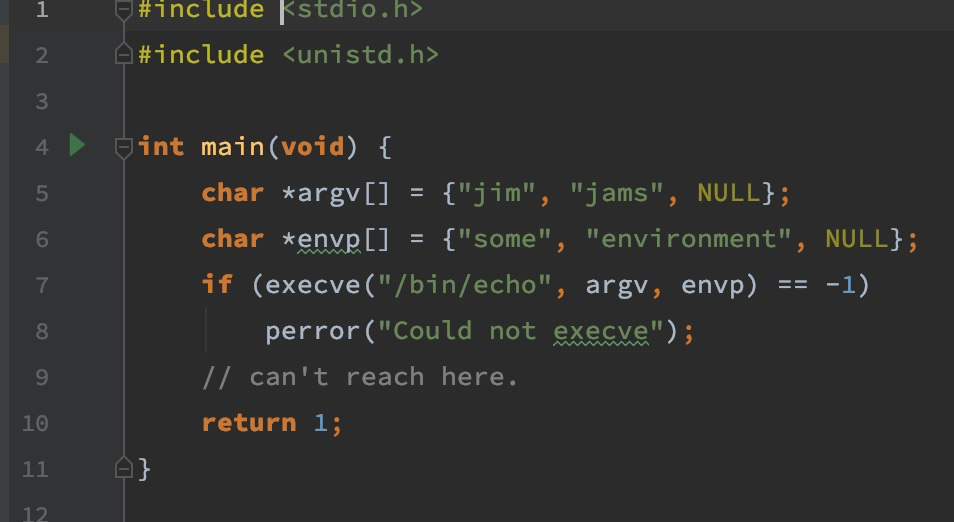 1 #include <stdio.h>
2 #include <unistd.h>
3
4 int main(void) {
5 char *argv[] = {"jim", "jams", NULL};
6 char *envp[] = {"some", "environment", NULL};
7 if (execve("/bin/echo", argv, envp) == -1)
8 perror("Could not execve");
9 // can't reach here.
10 return 1;
11 }
12